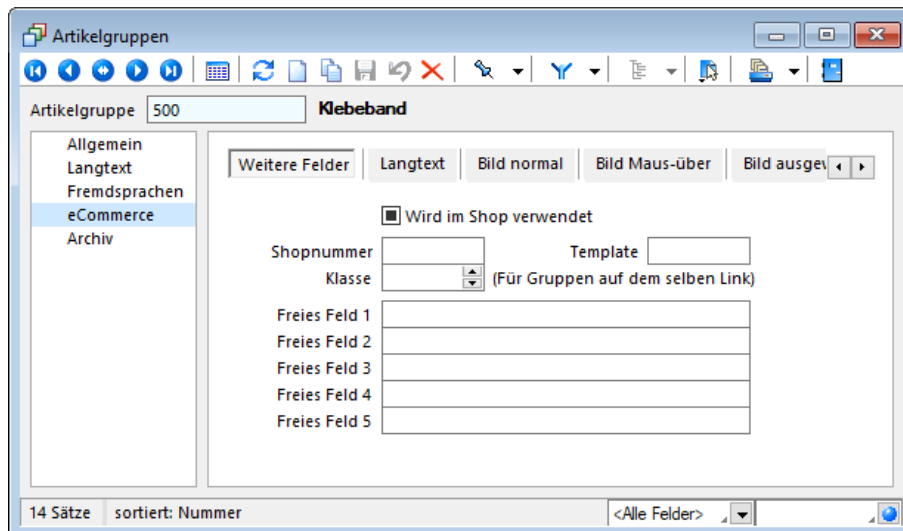 Artikelgruppen
Artikelgruppe 500 Klebeband
Allgemein
Langtext
Fremdsprachen
eCommerce
Archiv
Weitere Felder Langtext Bild normal Bild Maus-über Bild ausgew
Wird im Shop verwendet
Shopnummer Template
Klasse (Für Gruppen auf dem selben Link)
Freies Feld 1
Freies Feld 2
Freies Feld 3
Freies Feld 4
Freies Feld 5
14 Sätze sortiert: Nummer <Alle Felder>